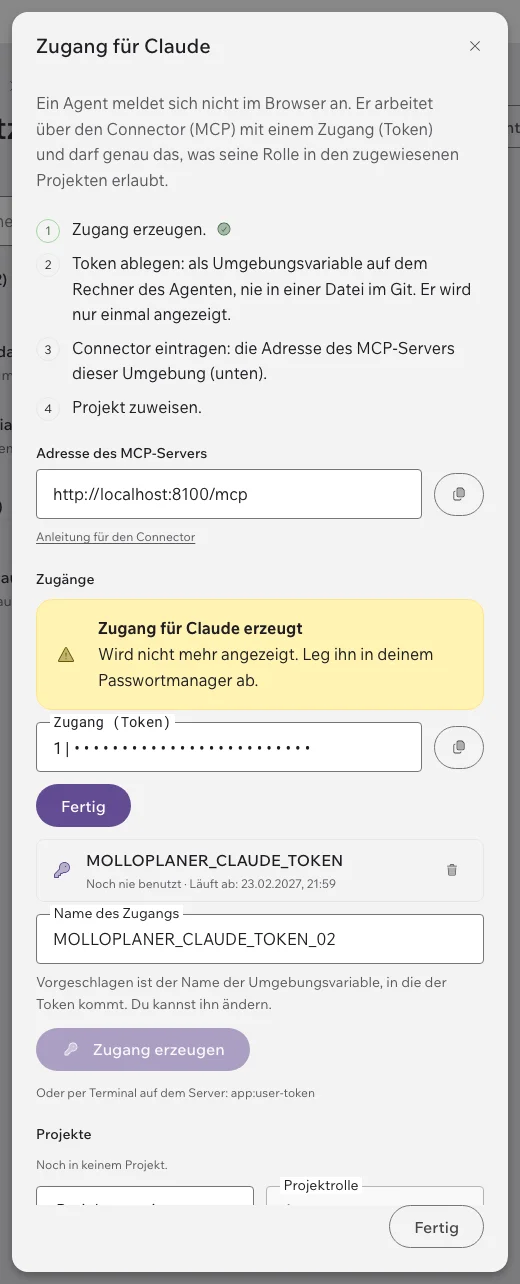 Zugang für Claude
Ein Agent meldet sich nicht im Browser an. Er arbeitet
über den Connector (MCP) mit einem Zugang (Token)
und darf genau das, was seine Rolle in den zugewiesenen
Projekten erlaubt.
1 Zugang erzeugen.
2 Token ablegen: als Umgebungsvariable auf dem
Rechner des Agenten, nie in einer Datei im Git. Er wird
nur einmal angezeigt.
3 Connector eintragen: die Adresse des MCP-Servers
dieser Umgebung (unten).
4 Projekt zuweisen.
Adresse des MCP-Servers
http://localhost:8100/mcp
Anleitung für den Connector
Zugänge
Zugang für Claude erzeugt
Wird nicht mehr angezeigt. Leg ihn in deinem
Passwortmanager ab.
Zugang (Token)
1|•••••••••••••••••••••••••
Fertig
MOLLOPLANER_CLAUDE_TOKEN
Noch nie benutzt · Läuft ab: 23.02.2027, 21:59
Name des Zugangs
MOLLOPLANER_CLAUDE_TOKEN_02
Vorgeschlagen ist der Name der Umgebungsvariable, in die der
Token kommt. Du kannst ihn ändern.
Zugang erzeugen
Oder per Terminal auf dem Server: app:user-token
Projekte
Noch in keinem Projekt.
Projektrolle
Fertig